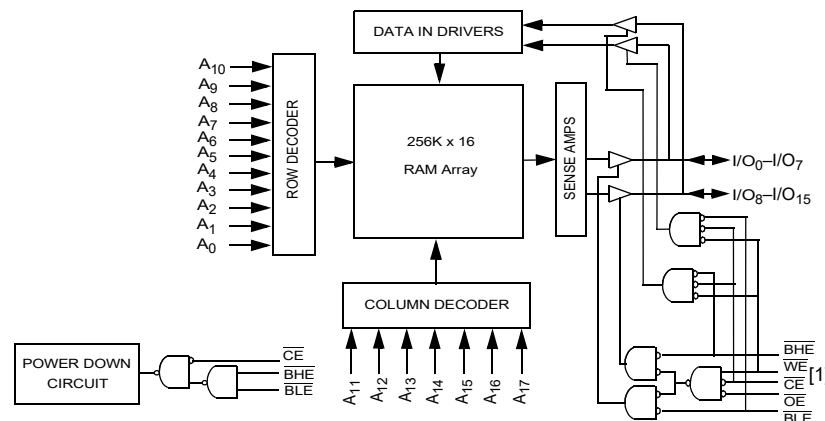 DATA IN DRIVERS
A10
A9
A8
A7
A6
A5
A4
A3
A2
A1
A0
ROW DECODER
256K x 16
RAM Array
SENSE AMPS
I/O0–I/O7
I/O8–I/O15
COLUMN DECODER
A11
A12
A13
A14
A15
A16
A17
POWER DOWN
CIRCUIT
CE
BHE
BLE
BHE
WE
CE
[1
OE
BLE